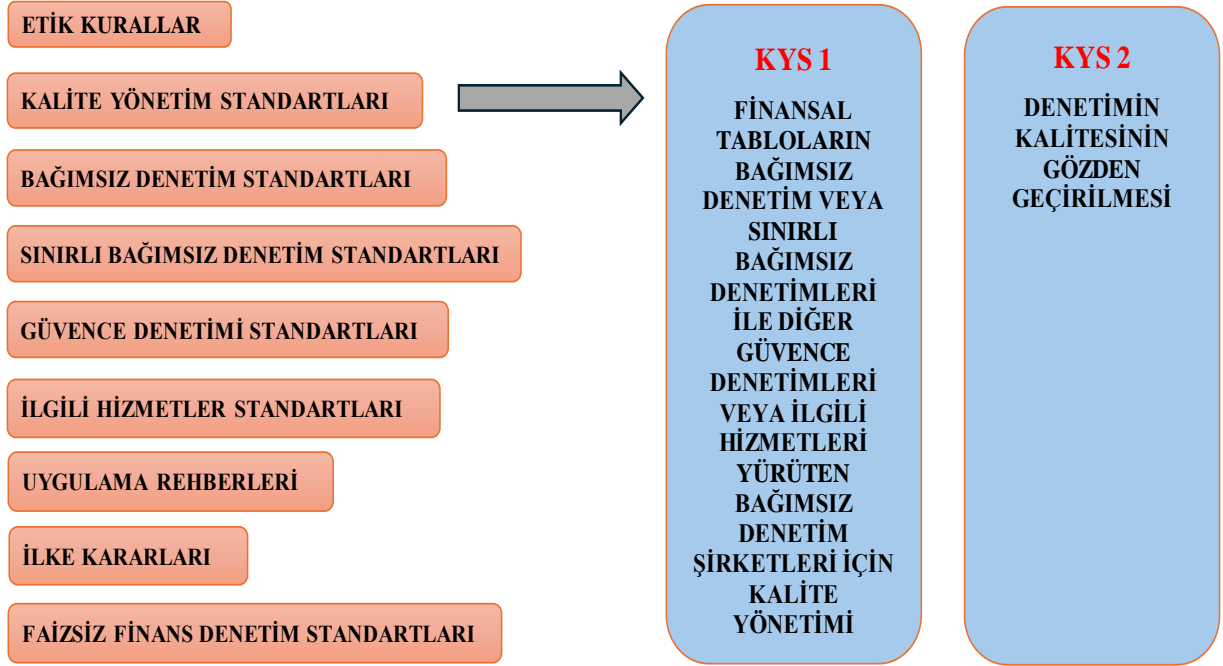 ETİK KURALLAR
KALİTE YÖNETİM STANDARTLARI
BAĞIMSIZ DENETİM STANDARTLARI
SINIRLI BAĞIMSIZ DENETİM STANDARTLARI
GÜVENCE DENETİMİ STANDARTLARI
İLGİLİ HİZMETLER STANDARTLARI
UYGULAMA REHBERLERİ
İLKE KARARLARI
FAİZSİZ FİNANS DENETİM STANDARTLARI
KYS 1
FİNANSAL
TABLOLARIN
BAĞIMSIZ
DENETİM VEYA
SINIRLI
BAĞIMSIZ
DENETİMLERİ
İLE DİĞER
GÜVENCE
DENETİMLERİ
VEYA İLGİLİ
HİZMETLERİ
YÜRÜTEN
BAĞIMSIZ
DENETİM
ŞİRKETLERİ İÇİN
KALİTE
YÖNETİMİ
KYS 2
DENETİMİN
KALİTESİNİN
GÖZDEN
GEÇİRİLMESİ